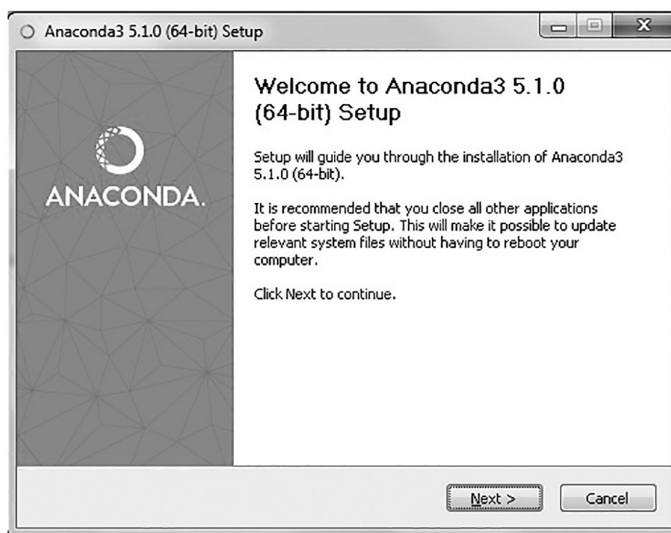 Anaconda3 5.1.0 (64-bit) Setup
X
ANACONDA.
Welcome to Anaconda3 5.1.0
(64-bit) Setup
Setup will guide you through the installation of Anaconda3
5.1.0 (64-bit).
It is recommended that you close all other applications
before starting Setup. This will make it possible to update
relevant system files without having to reboot your
computer.
Click Next to continue.
Next >
Cancel